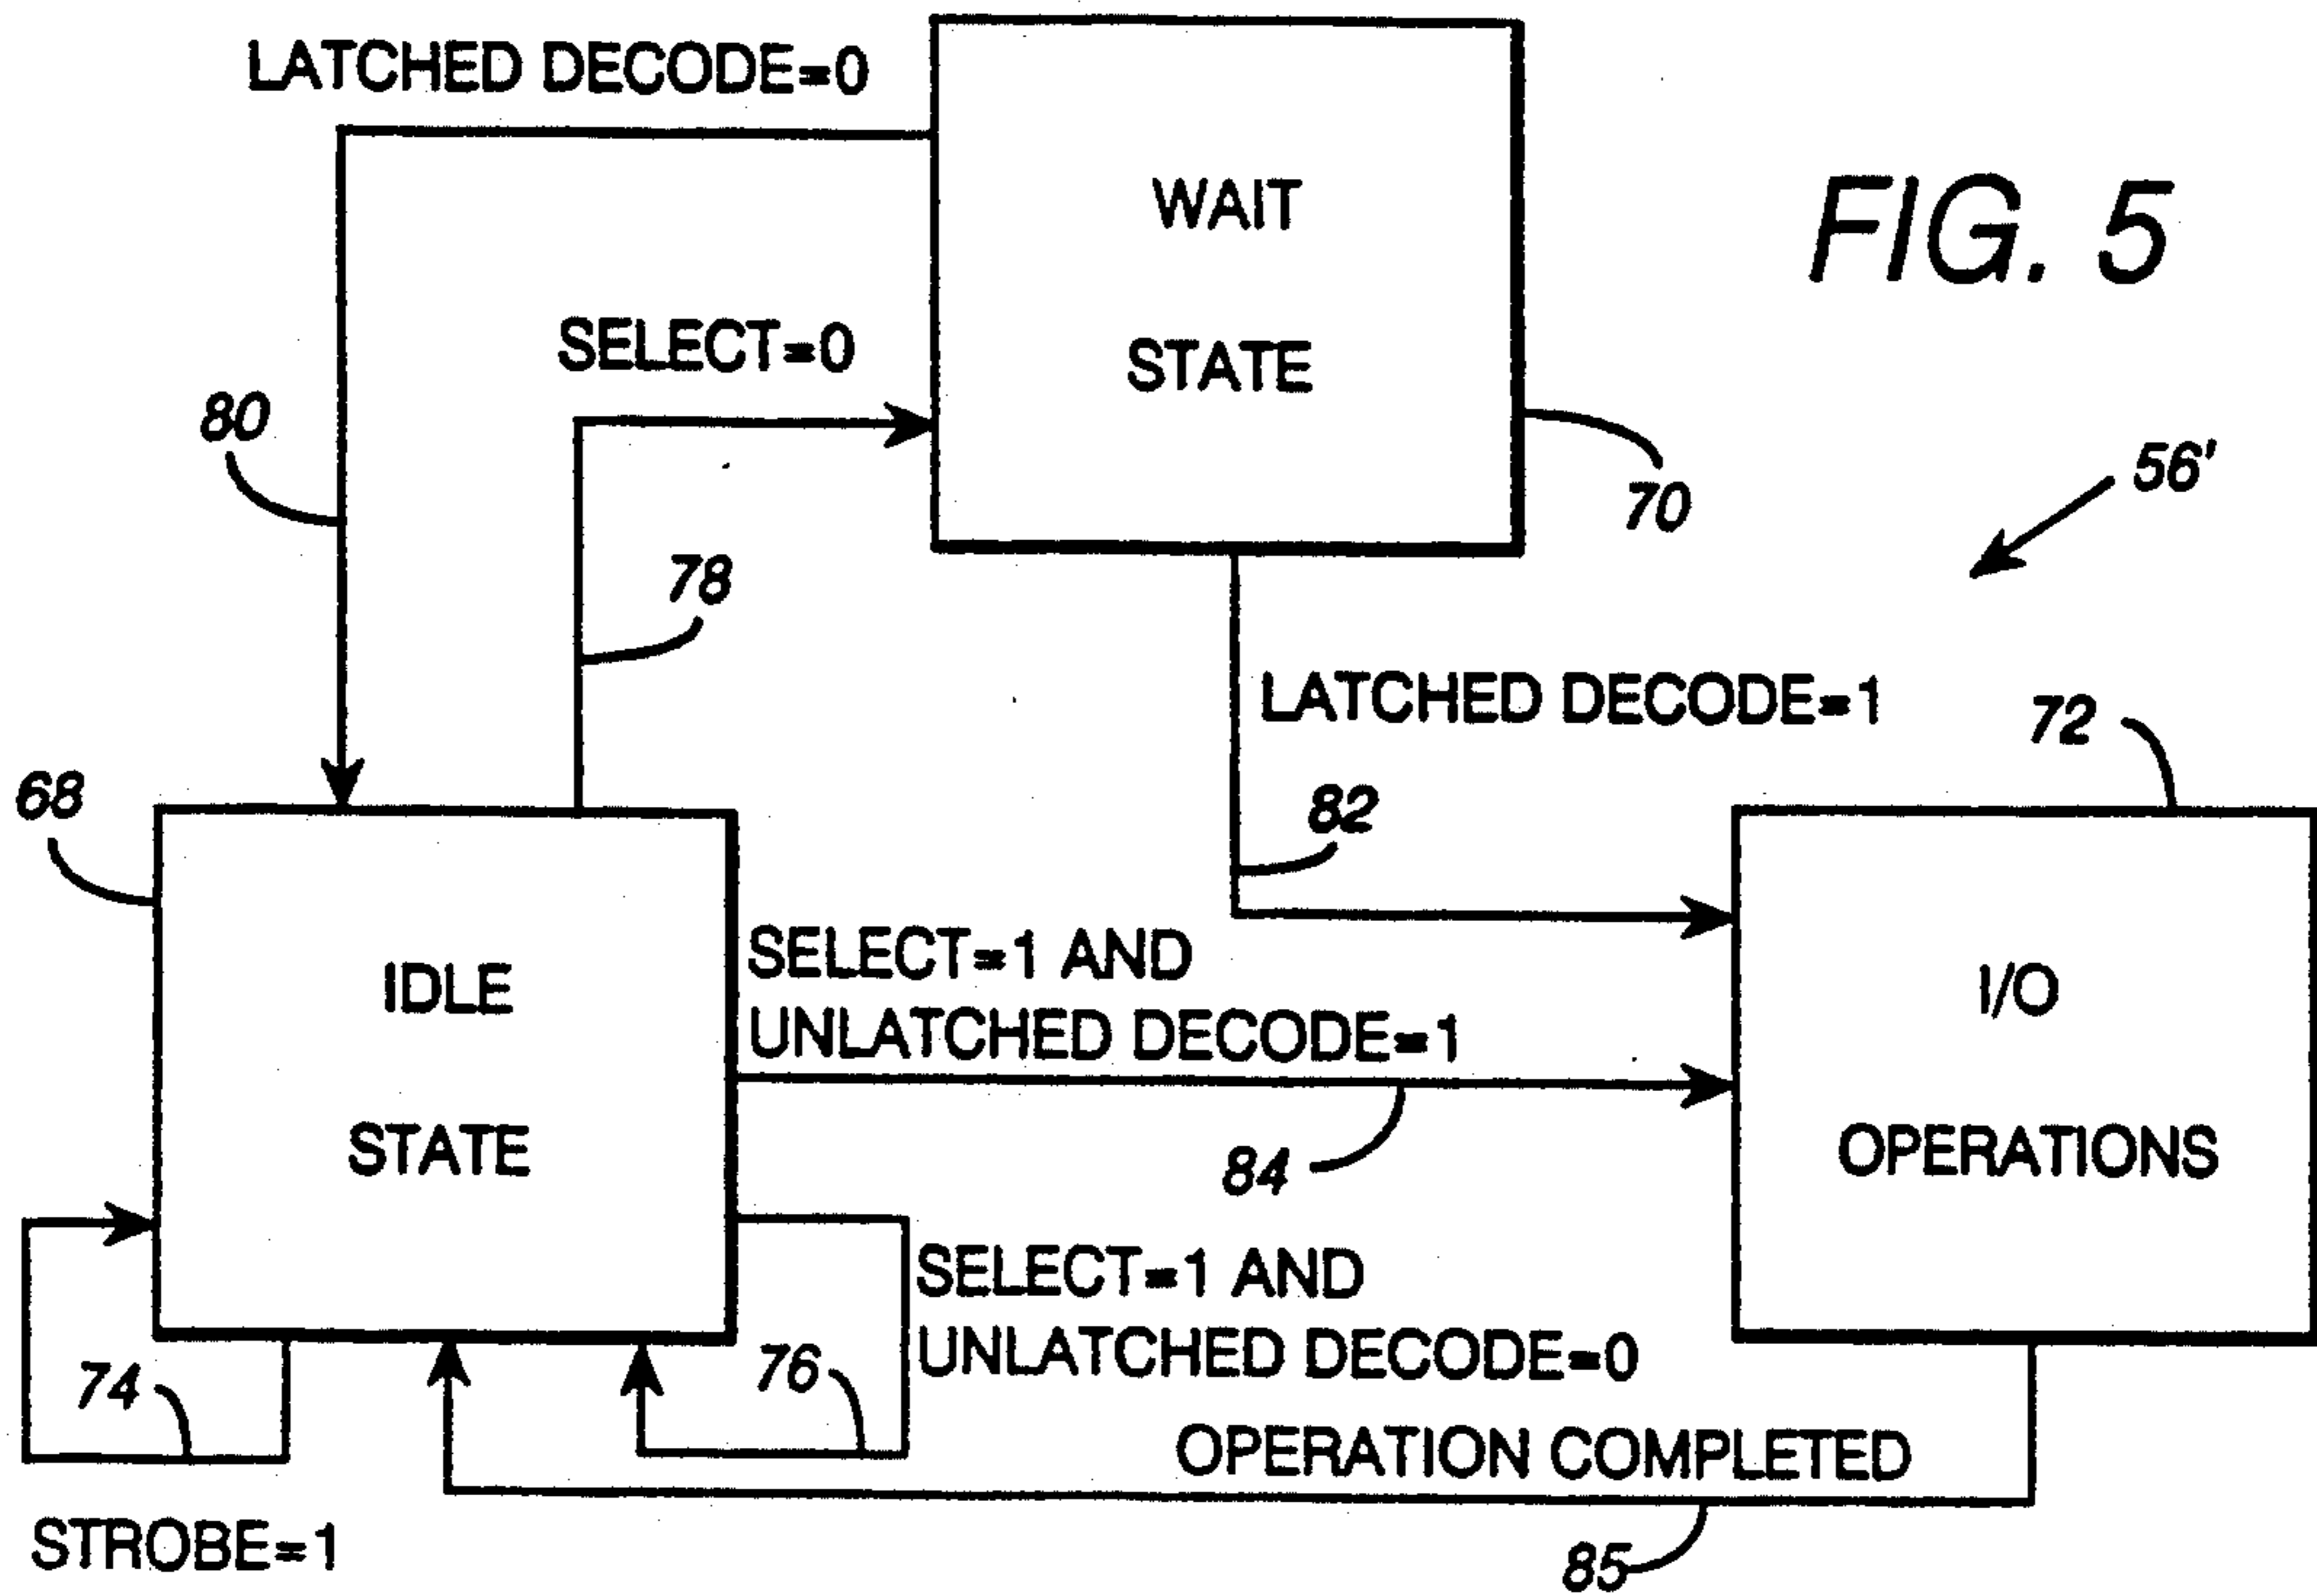 LATCHED DECODE=0
WAIT
STATE
FIG. 5
SELECT=0
80
70
56'
78
LATCHED DECODE=1
72
68
82
IDLE
STATE
SELECT=1 AND
UNLATCHED DECODE=1
I/O
OPERATIONS
84
SELECT=1 AND
UNLATCHED DECODE=0
74
76
OPERATION COMPLETED
STROBE=1
85